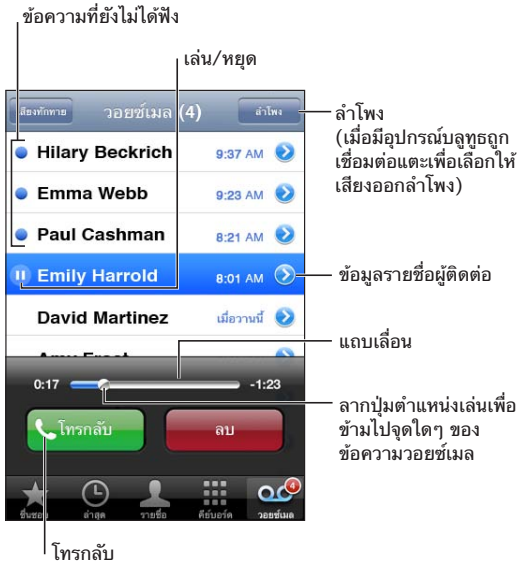 ข้อความที่ยังไม่ได้ฟัง
เล่น/หยุด
เสียงทักทาย
วอยซ์เมล (4)
ลำโพง
ลำโพง
(เมื่อมีอุปกรณ์บลูทูธถูก
เชื่อมต่อแตะเพื่อเลือกให้
เสียงออกลำโพง)
Hilary Beckrich 9:37 AM
Emma Webb 9:23 AM
Paul Cashman 8:21 AM
Emily Harrold 8:01 AM
ข้อมูลรายชื่อผู้ติดต่อ
David Martinez เมื่อวานนี้
แถบเลื่อน
0:17 -1:23
ลากปุ่มตำแหน่งเล่นเพื่อ
ข้ามไปจุดใดๆ ของ
ข้อความวอยซ์เมล
โทรกลับ
ลบ
4
ชื่นชอบ
ล่าสุด
รายชื่อ
คีย์บอร์ด
วอยซ์เมล
โทรกลับ